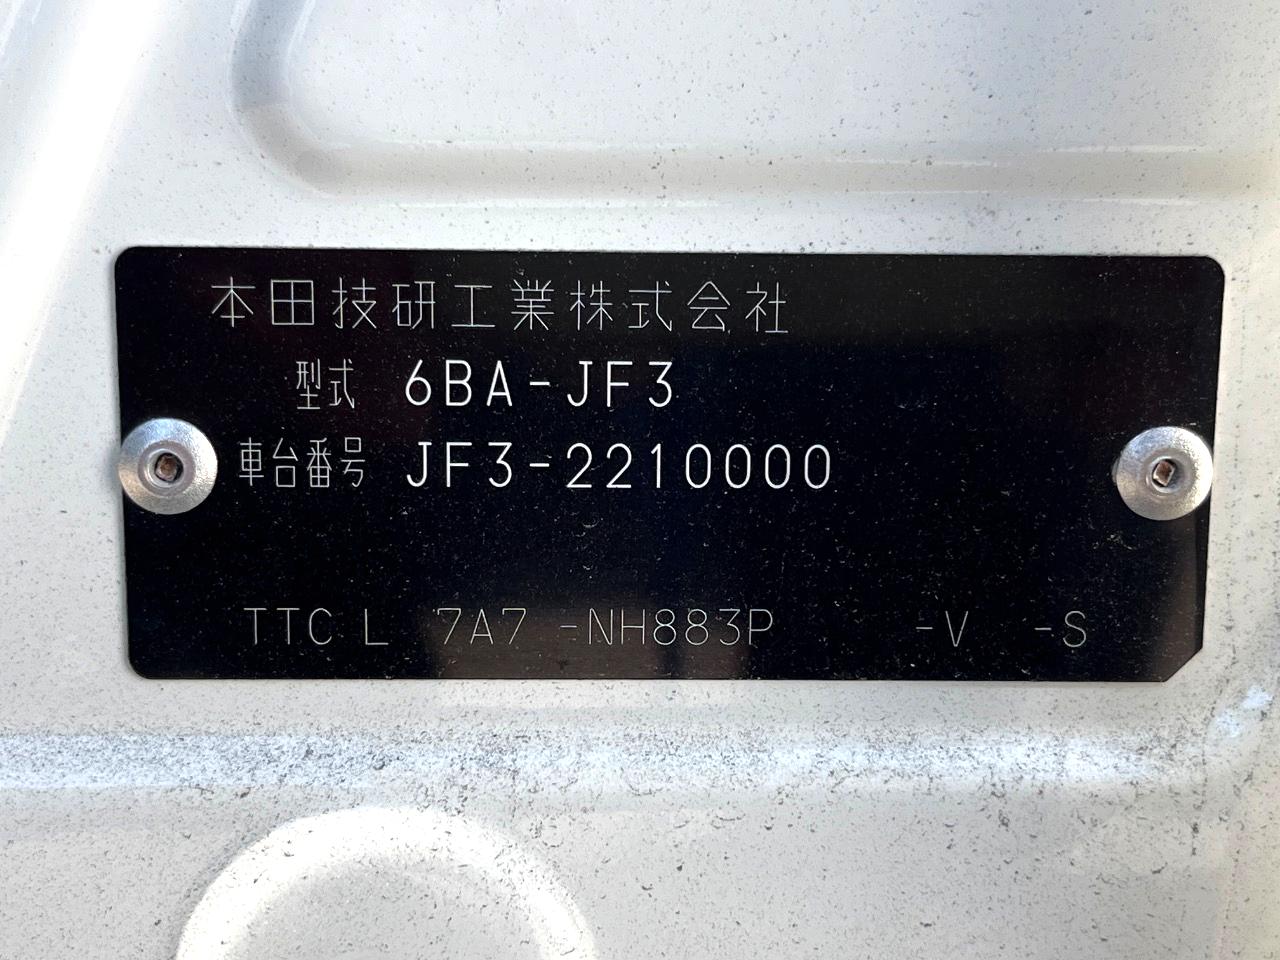 本田技研工業株式会社
型式 6BA-JF3
車台番号 JF3-2210000
TTC L 7A7 -NH883P -V -S